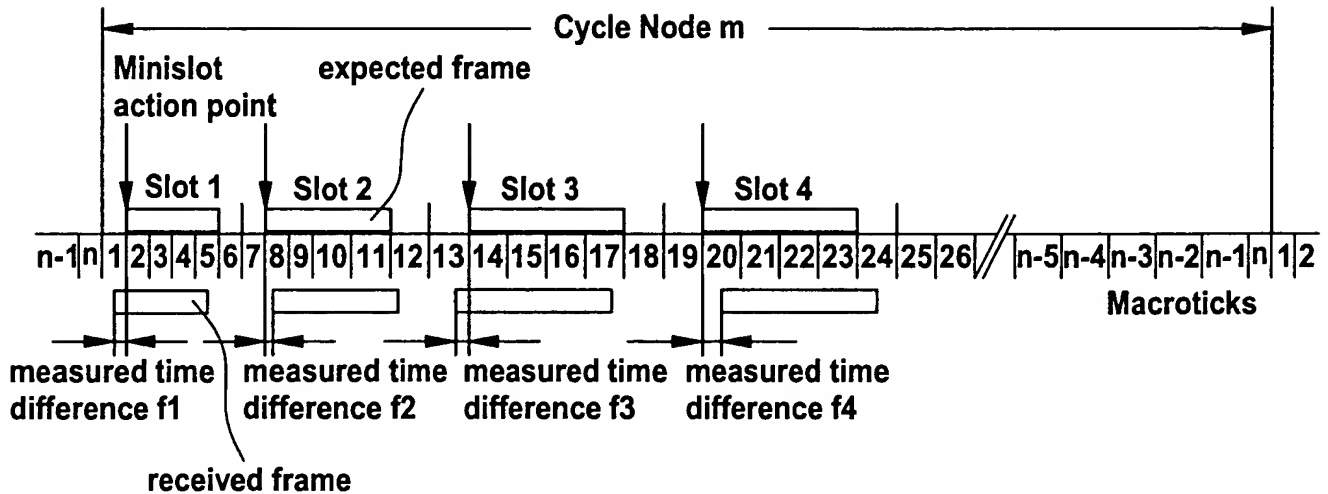 Cycle Node m
Minislot
action point
expected frame
Slot 1
Slot 2
Slot 3
Slot 4
n-1 n 1 2 3 4 5 6 7 8 9 10 11 12 13 14 15 16 17 18 19 20 21 22 23 24 25 26 n-5 n-4 n-3 n-2 n-1 n 1 2
Macroticks
measured time
difference f1
measured time
difference f2
measured time
difference f3
measured time
difference f4
received frame